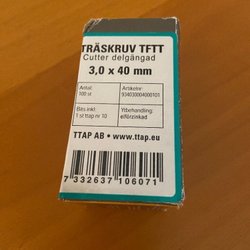 TRÄSKRUV TFTT
Cutter delgängad
3,0 x 40 mm
Antal:
100 st
Artikelnr:
934030004000101
Bits inkl:
1 st ttap nr 10
Ytbehandling:
elförzinkad
TTAP AB • www.ttap.eu
7 332637 106071